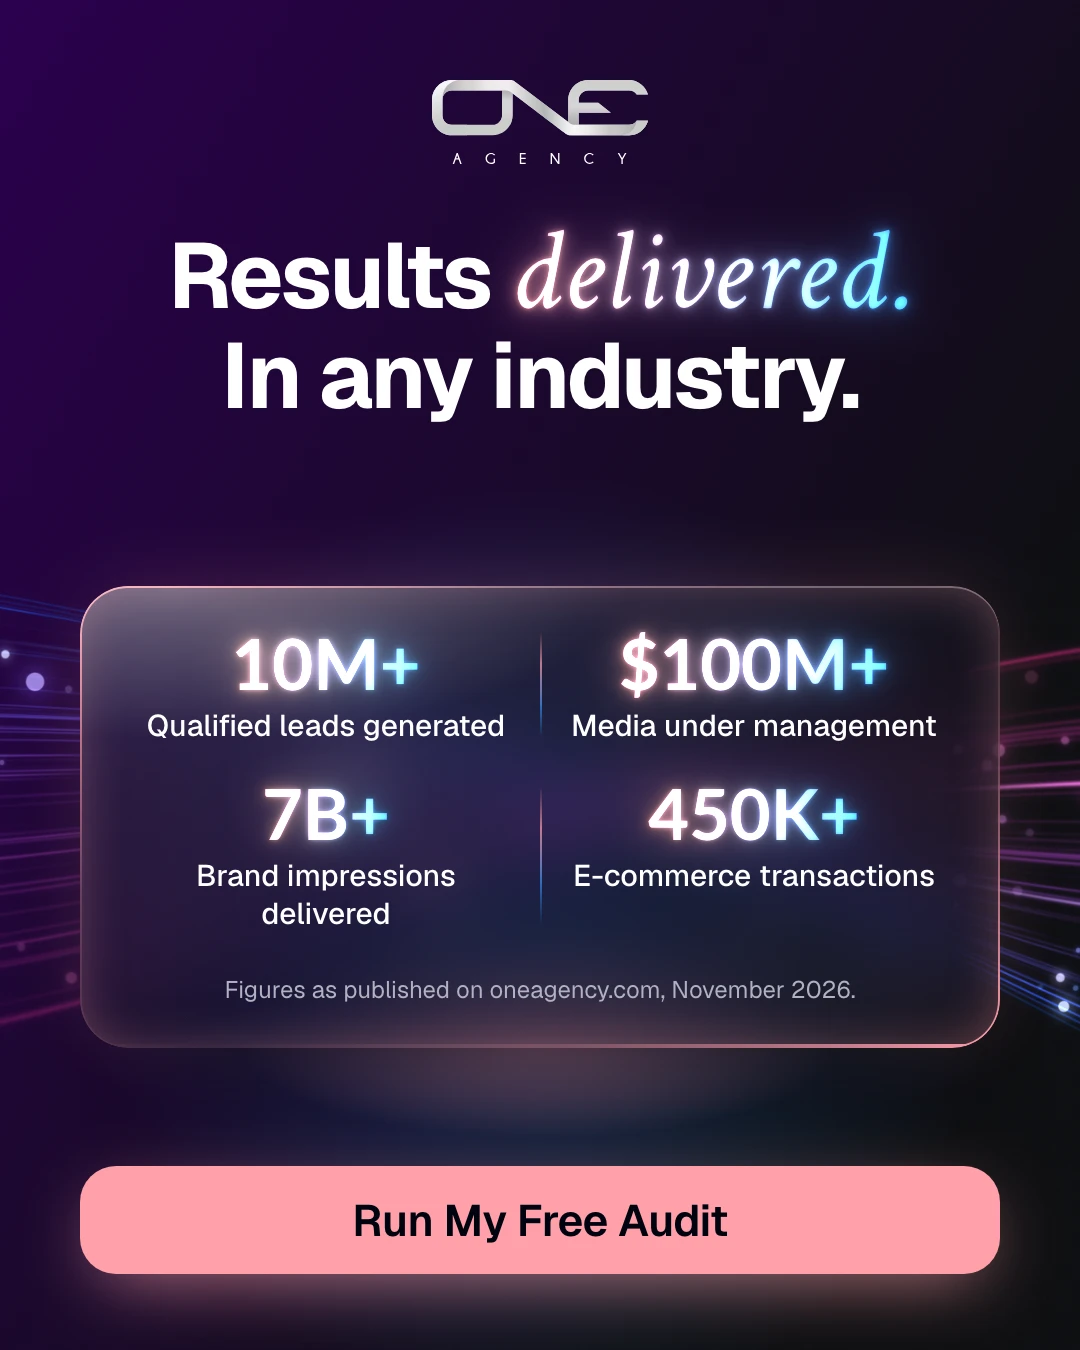 ONE
AGENCY
Results delivered.
In any industry.
10M+
Qualified leads generated
$100M+
Media under management
7B+
Brand impressions
delivered
450K+
E-commerce transactions
Figures as published on oneagency.com, November 2026.
Run My Free Audit